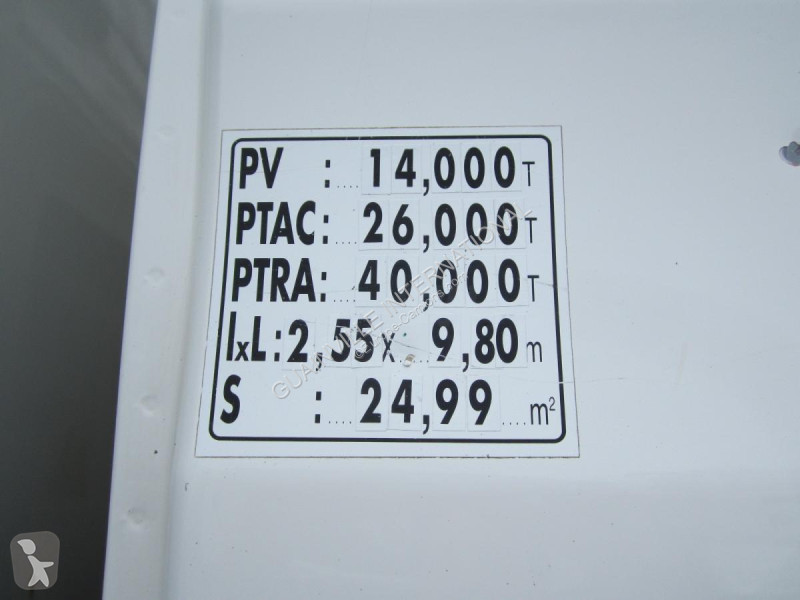 PV : .... 14,000 T
PTAC: .... 26,000 T
PTRA: .... 40,000 T
lxL: 2,55 x .... 9,80 m
S : .... 24,99 .... m²